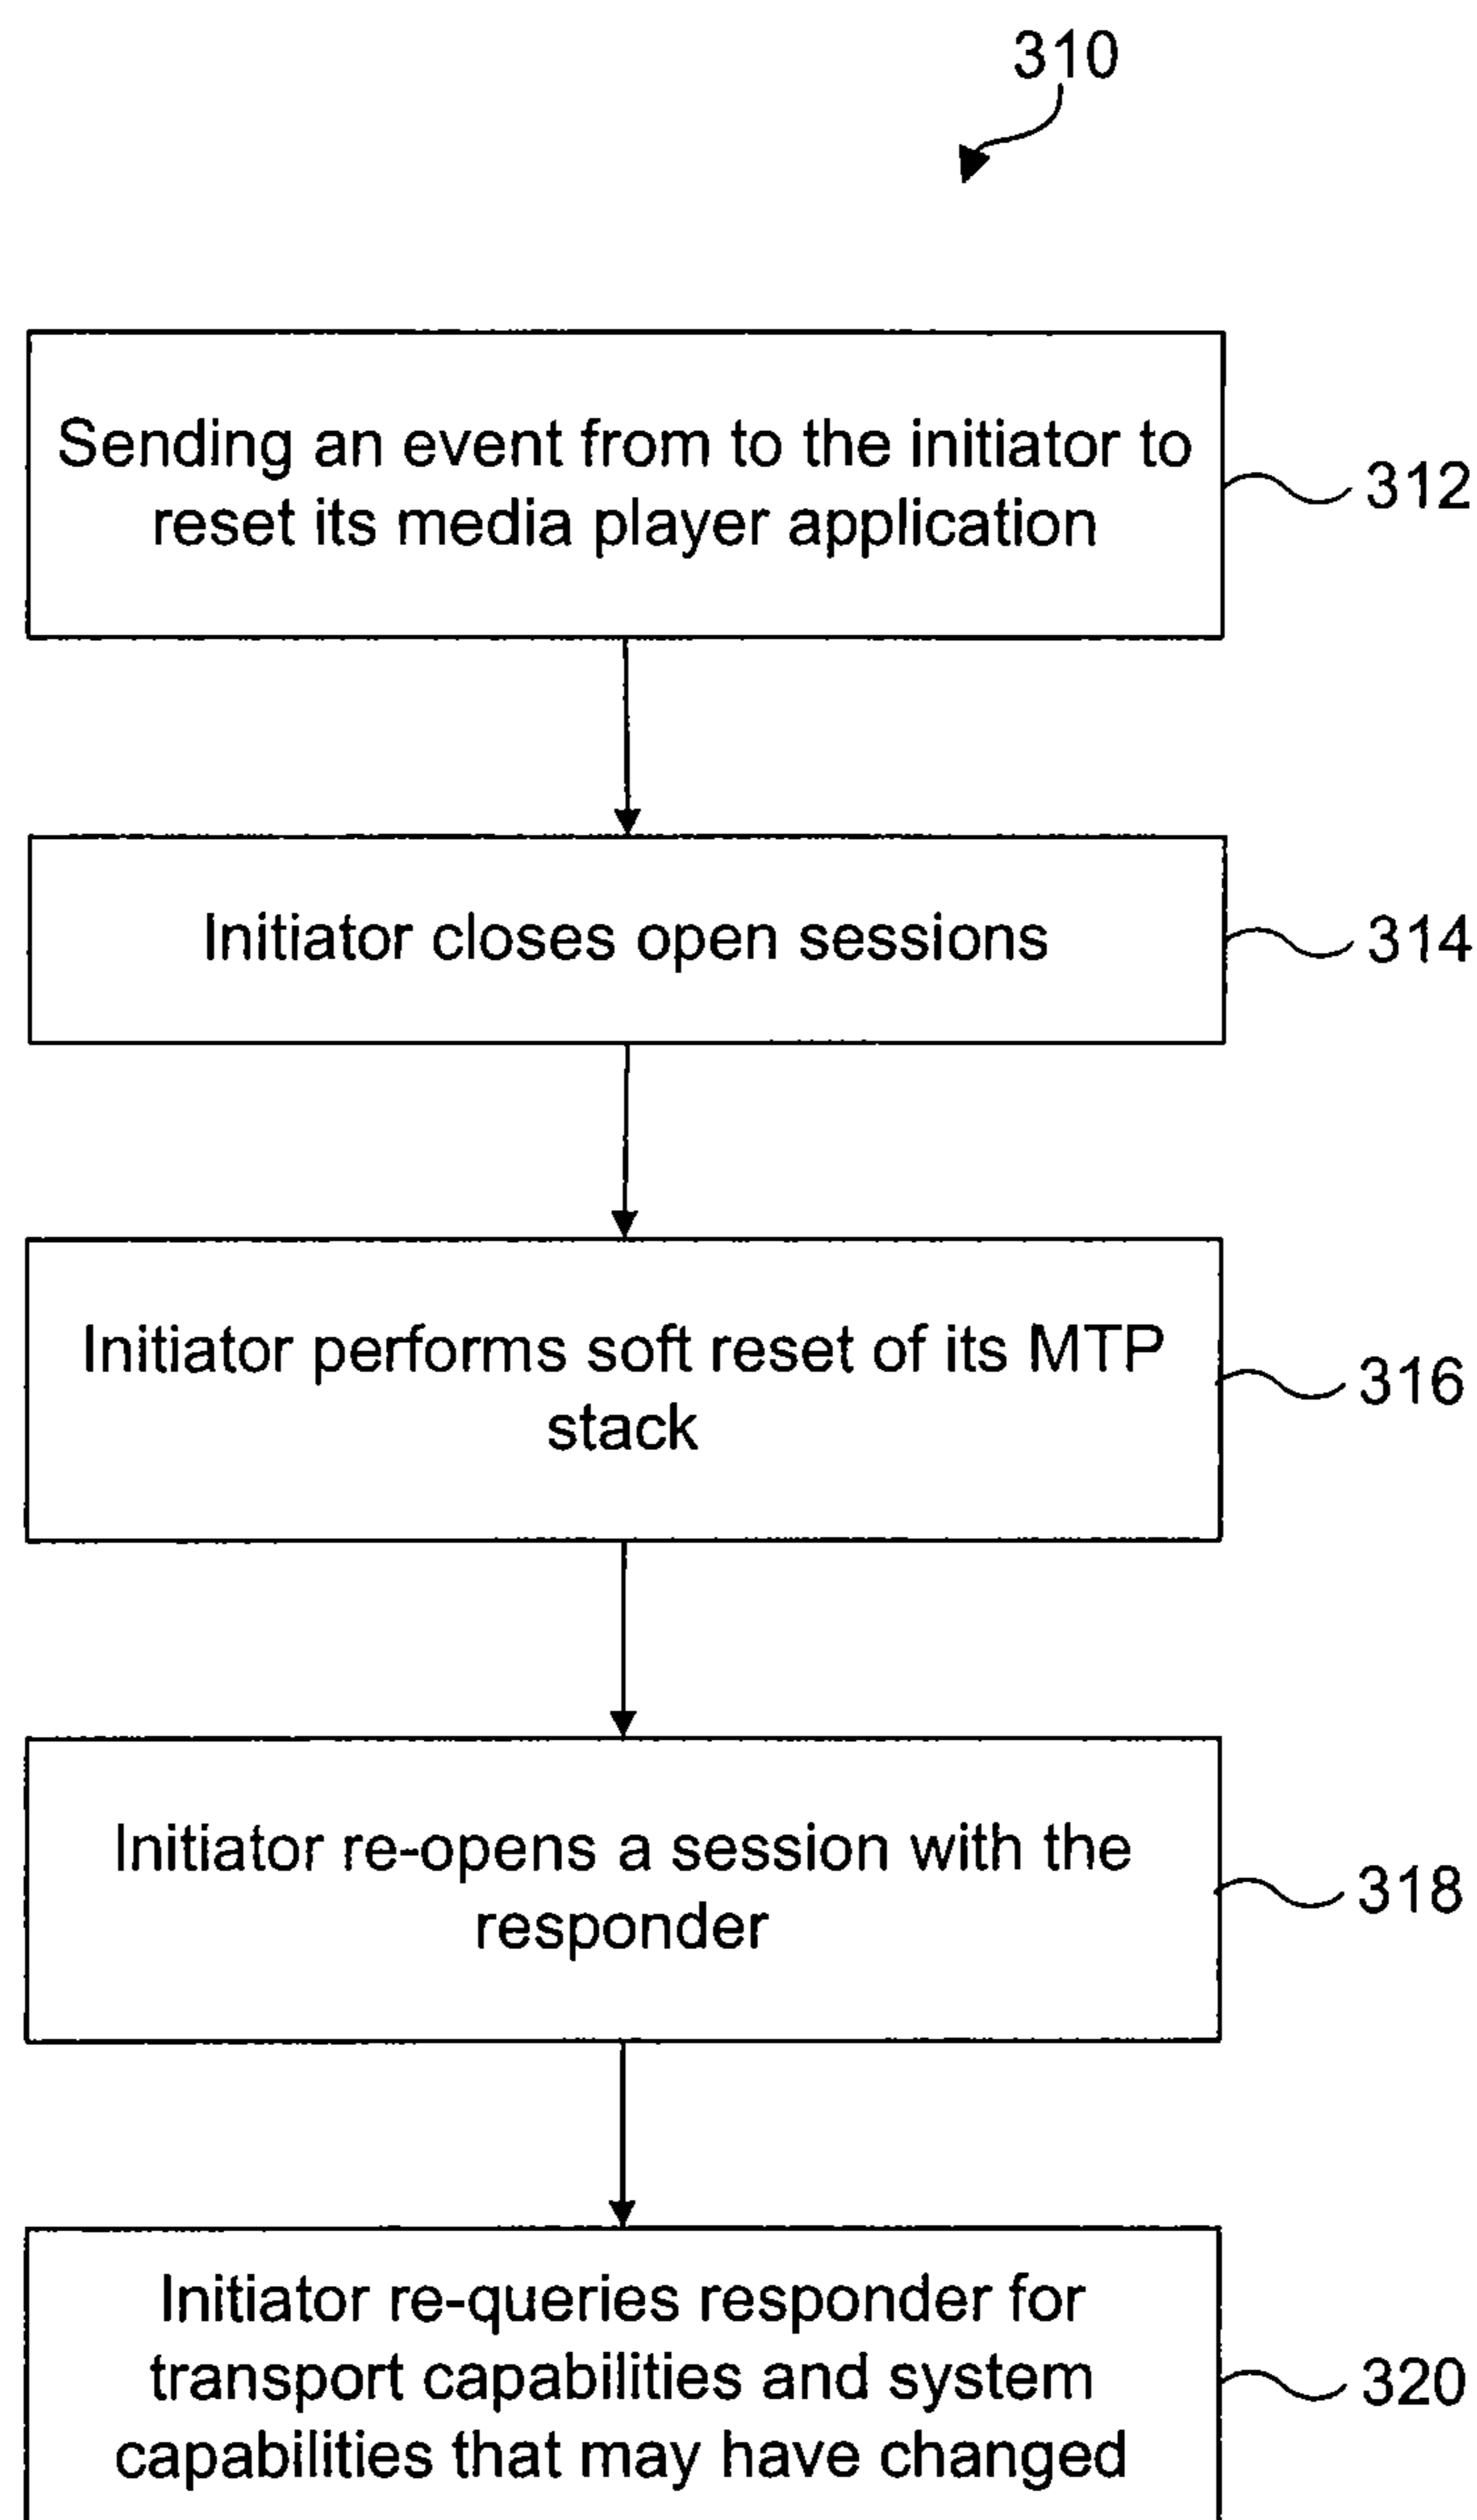 310
Sending an event from to the initiator to
reset its media player application
312
Initiator closes open sessions
314
Initiator performs soft reset of its MTP
stack
316
Initiator re-opens a session with the
responder
318
Initiator re-queries responder for
transport capabilities and system
capabilities that may have changed
320